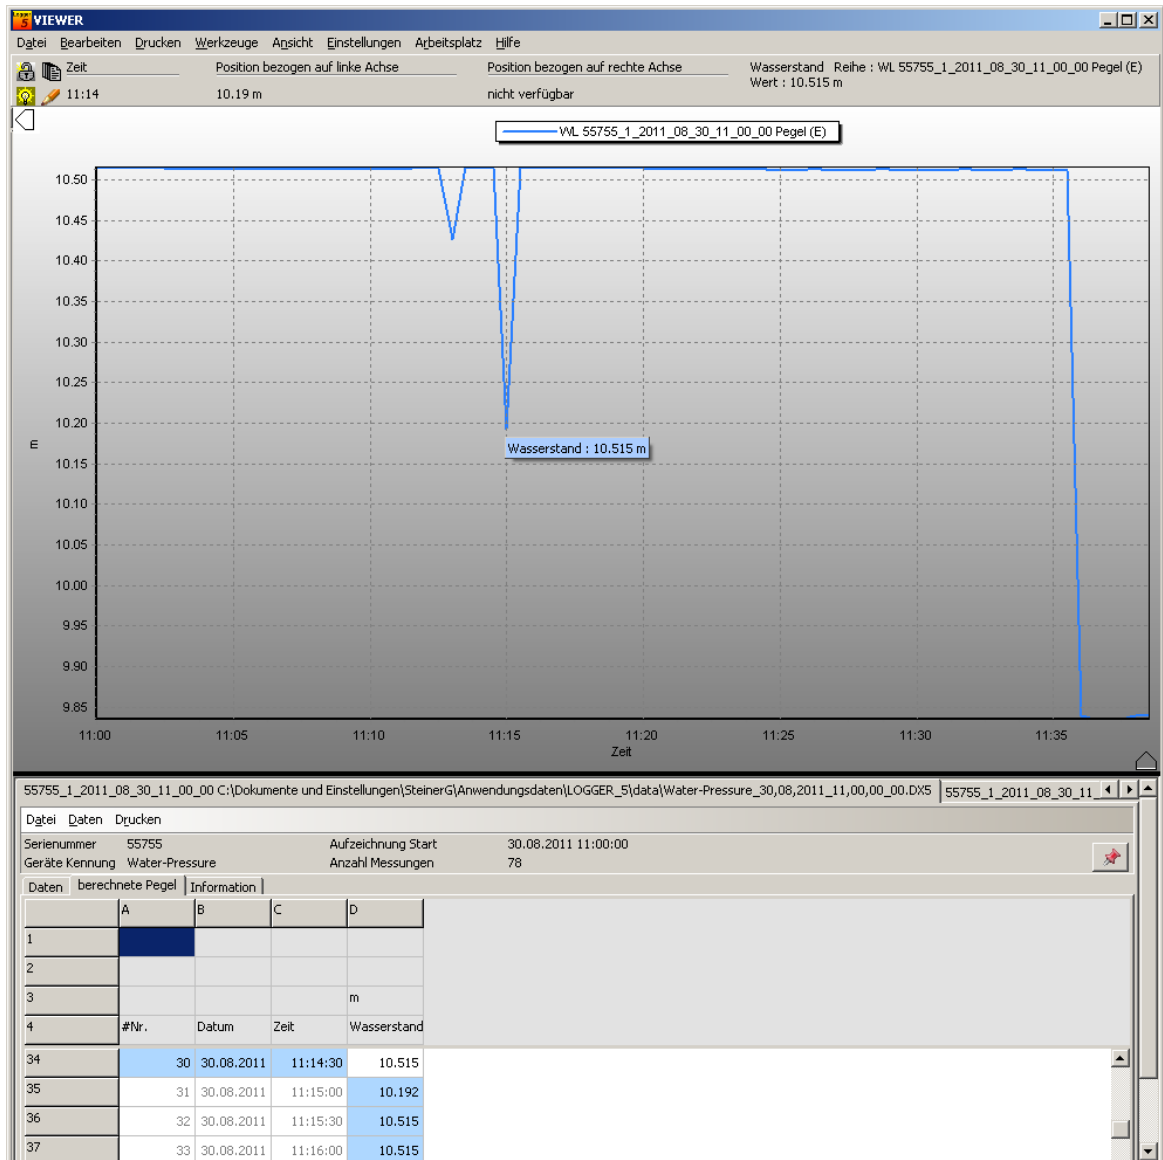 Logger 5 VIEWER
Datei Bearbeiten Drucken Werkzeuge Ansicht Einstellungen Arbeitsplatz Hilfe
Zeit Position bezogen auf linke Achse Position bezogen auf rechte Achse Wasserstand Reihe : WL 55755_1_2011_08_30_11_00_00 Pegel (E)
Wert : 10.515 m
11:14 10.19 m nicht verfügbar
WL 55755_1_2011_08_30_11_00_00 Pegel (E)
10.50
10.45
10.40
10.35
10.30
10.25
10.20
m
Wasserstand : 10.515 m
10.15
10.10
10.05
10.00
9.95
9.90
9.85
11:00 11:05 11:10 11:15 11:20 11:25 11:30 11:35
Zeit
55755_1_2011_08_30_11_00_00 C:\Dokumente und Einstellungen\SteinerG\Anwendungsdaten\LOGGER_5\data\Water-Pressure_30,08,2011_11,00,00_00.DX5 55755_1_2011_08_30_11_
Datei Daten Drucken
Serienummer 55755 Aufzeichnung Start 30.08.2011 11:00:00
Geräte Kennung Water-Pressure Anzahl Messungen 78
Daten berechnete Pegel Information
A B C D
1
2
3 m
4 #Nr. Datum Zeit Wasserstand
34 30 30.08.2011 11:14:30 10.515
35 31 30.08.2011 11:15:00 10.192
36 32 30.08.2011 11:15:30 10.515
37 33 30.08.2011 11:16:00 10.515